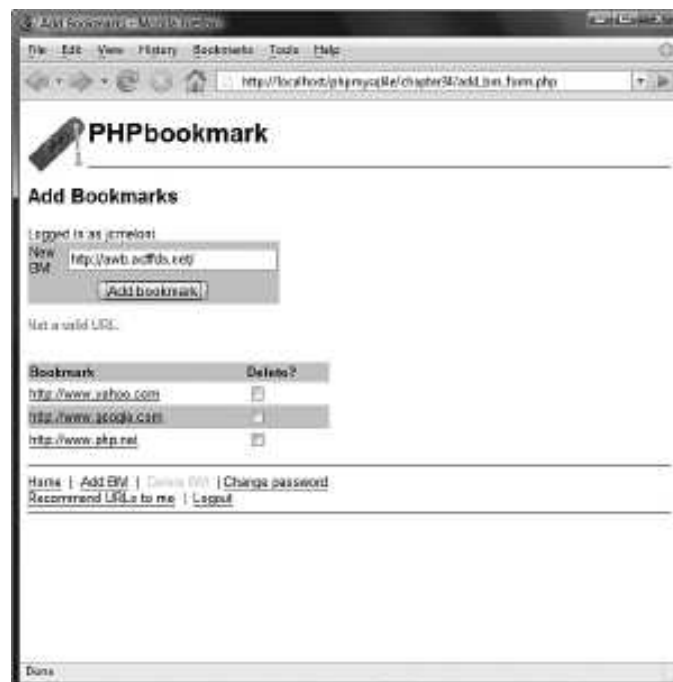 Add Bookmarks - Mozilla Firefox
File Edit View History Bookmarks Tools Help
http://localhost/phpmysql4e/chapter34/add_bm_form.php
PHPbookmark
Add Bookmarks
Logged in as jcmeloni.
New
BM:
http://awb.
Add bookmark
Not a valid URL.
Bookmark Delete?
http://www.yahoo.com
http://www.google.com
http://www.php.net
Home | Add BM | Delete BM | Change password
Recommend URLs to me | Logout
Done